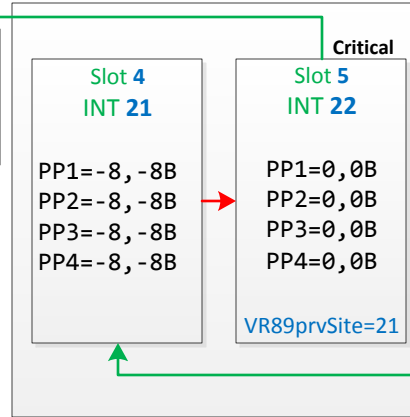 Critical
Slot 4
INT 21
PP1=-8,-8B
PP2=-8,-8B
PP3=-8,-8B
PP4=-8,-8B
Slot 5
INT 22
PP1=0,0B
PP2=0,0B
PP3=0,0B
PP4=0,0B
VR89prvSite=21